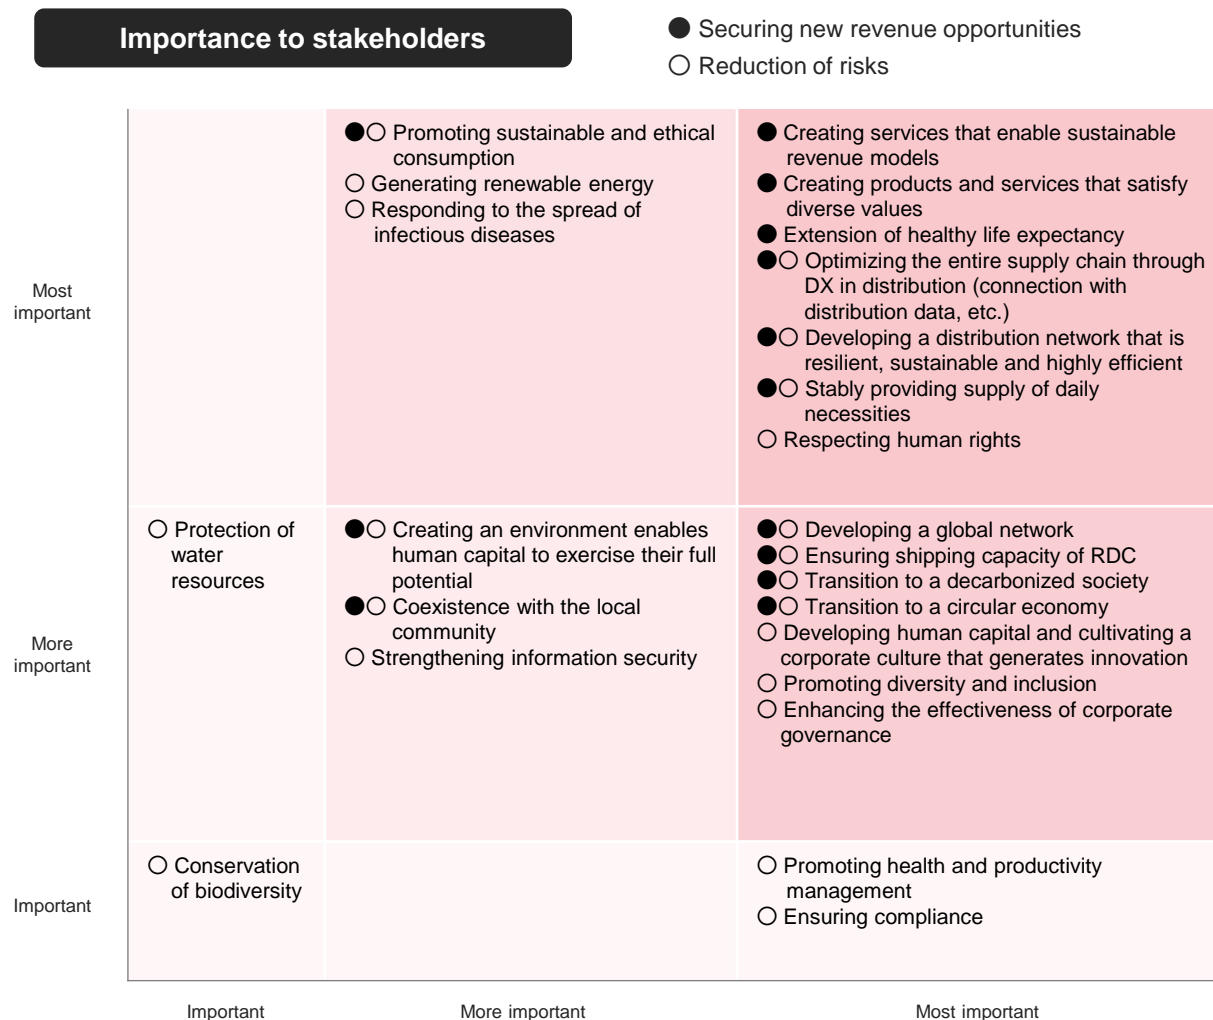 Importance to stakeholders
● Securing new revenue opportunities
○ Reduction of risks
Most
important
●○ Promoting sustainable and ethical
consumption
○ Generating renewable energy
○ Responding to the spread of
infectious diseases
● Creating services that enable sustainable
revenue models
● Creating products and services that satisfy
diverse values
● Extension of healthy life expectancy
●○ Optimizing the entire supply chain through
DX in distribution (connection with
distribution data, etc.)
●○ Developing a distribution network that is
resilient, sustainable and highly efficient
●○ Stably providing supply of daily
necessities
○ Respecting human rights
More
important
○ Protection of
water
resources
●○ Creating an environment enables
human capital to exercise their full
potential
●○ Coexistence with the local
community
○ Strengthening information security
●○ Developing a global network
●○ Ensuring shipping capacity of RDC
●○ Transition to a decarbonized society
●○ Transition to a circular economy
○ Developing human capital and cultivating a
corporate culture that generates innovation
○ Promoting diversity and inclusion
○ Enhancing the effectiveness of corporate
governance
Important
○ Conservation
of biodiversity
○ Promoting health and productivity
management
○ Ensuring compliance
Important
More important
Most important